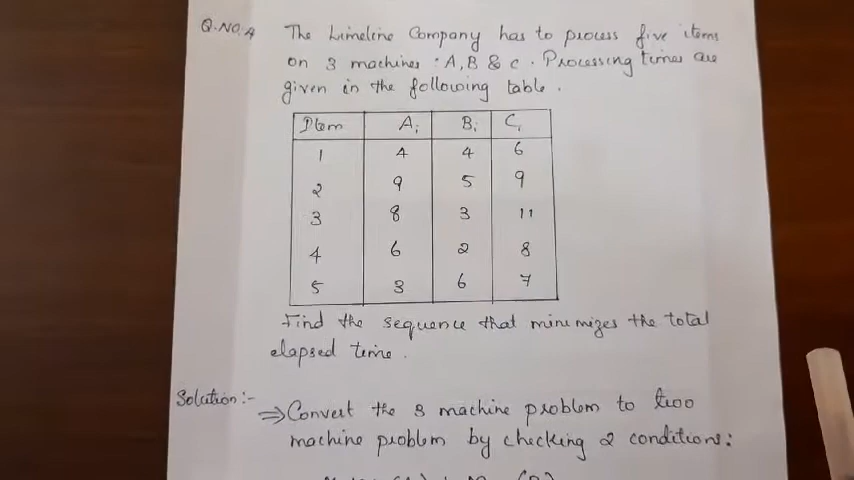 Q.NO.4 The Limeline Company has to process five items
on 3 machines : A, B & C. Processing times are
given in the following table.
Item Ai Bi Ci
1 4 4 6
2 9 5 9
3 8 3 11
4 6 2 8
5 3 6 7
Find the sequence that minimizes the total
elapsed time.
Solution:-
⇒ Convert the 3 machine problem to two
machine problem by checking 2 conditions: